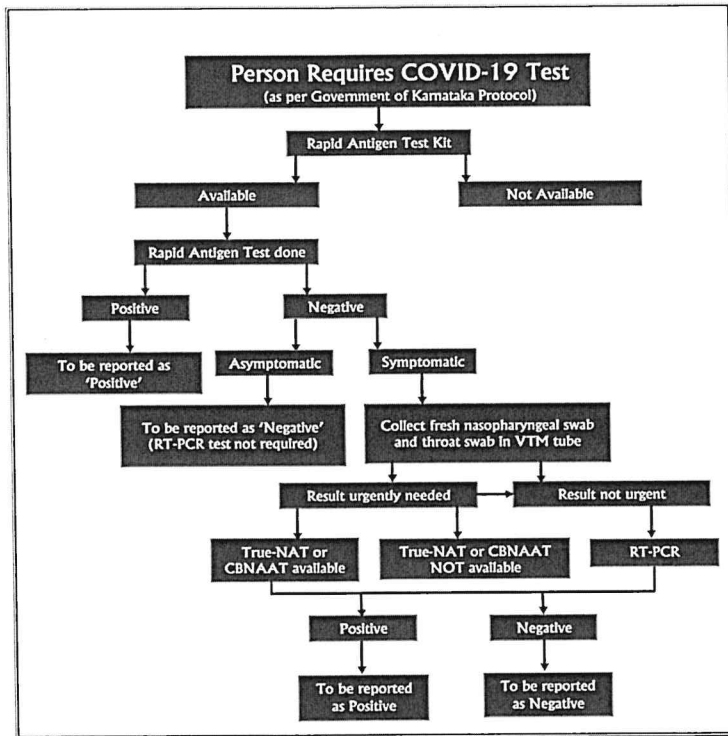 Person Requires COVID-19 Test
(as per Government of Karnataka Protocol)
Rapid Antigen Test Kit
Available
Not Available
Rapid Antigen Test done
Positive
Negative
To be reported as
'Positive'
Asymptomatic
Symptomatic
To be reported as 'Negative'
(RT-PCR test not required)
Collect fresh nasopharyngeal swab
and throat swab in VTM tube
Result urgently needed
Result not urgent
True-NAT or
CBNAAT available
True-NAT or CBNAAT
NOT available
RT-PCR
Positive
Negative
To be reported
as Positive
To be reported
as Negative